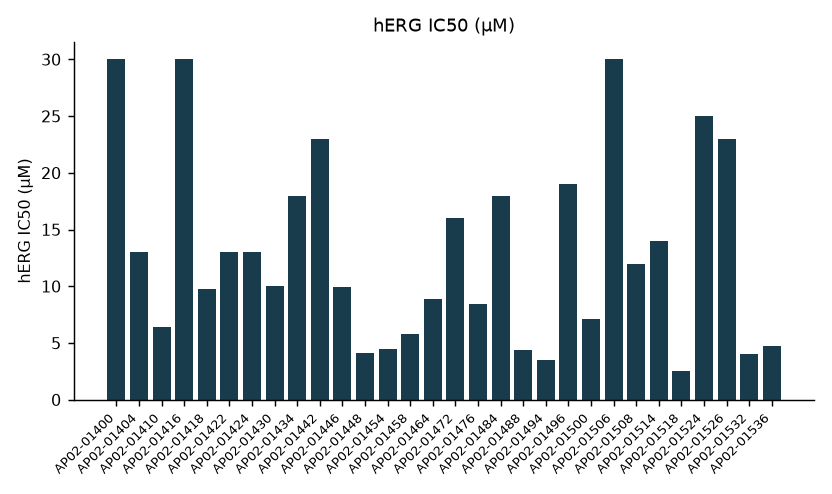 hERG IC50 (µM)
hERG IC50 (µM)
30
25
20
15
10
5
0
AP02-01400
AP02-01404
AP02-01410
AP02-01416
AP02-01418
AP02-01422
AP02-01424
AP02-01430
AP02-01434
AP02-01442
AP02-01446
AP02-01448
AP02-01454
AP02-01458
AP02-01464
AP02-01472
AP02-01476
AP02-01484
AP02-01488
AP02-01494
AP02-01496
AP02-01500
AP02-01506
AP02-01508
AP02-01514
AP02-01518
AP02-01524
AP02-01526
AP02-01532
AP02-01536